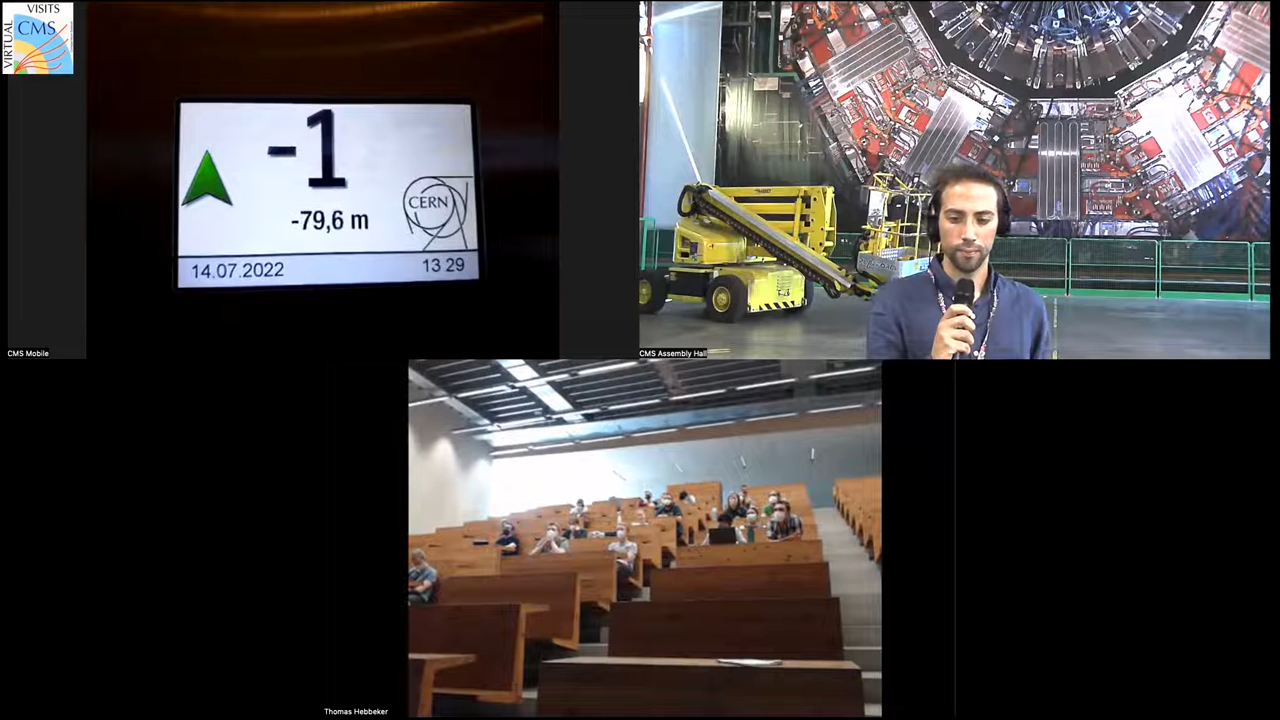 VISITS
VIRTUAL
CMS
-1
-79,6 m
CERN
14.07.2022
13 29
CMS Mobile
CMS Assembly Hall
Thomas Hebbeker